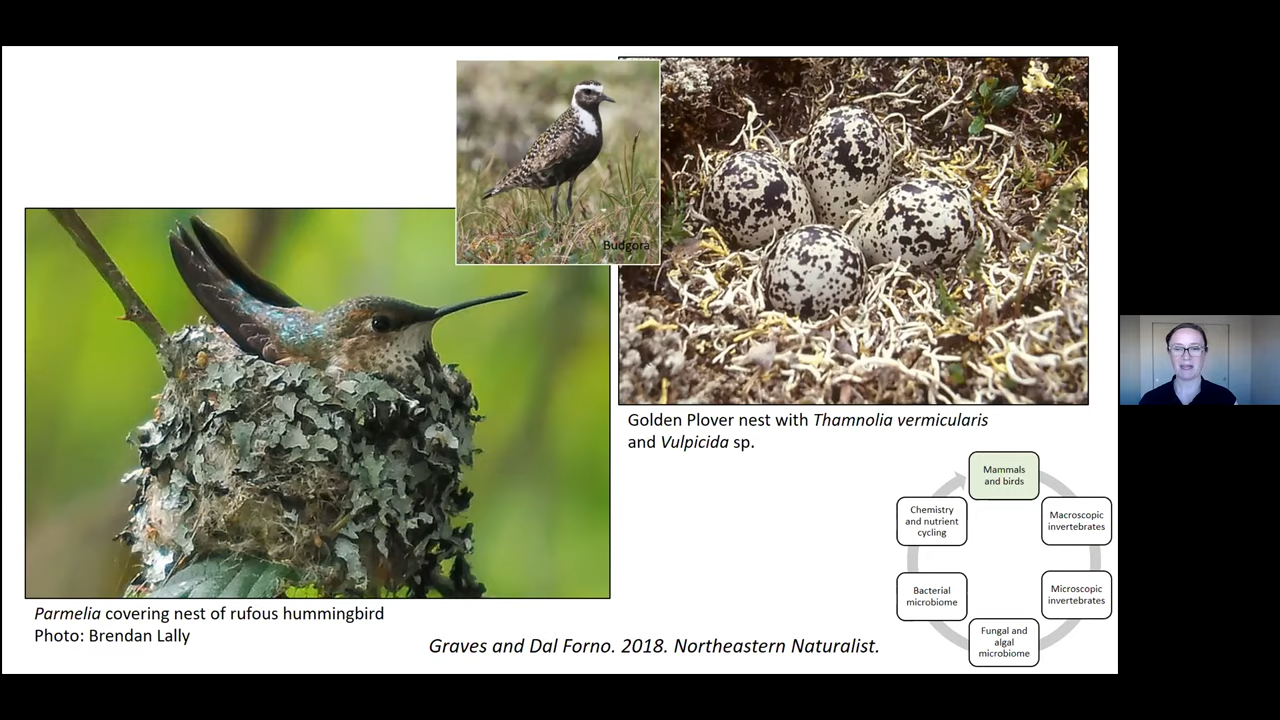 Budgora
Golden Plover nest with Thamnolia vermicularis
and Vulpicida sp.
Parmelia covering nest of rufous hummingbird
Photo: Brendan Lally
Graves and Dal Forno. 2018. Northeastern Naturalist.
Mammals
and birds
Macroscopic
invertebrates
Microscopic
invertebrates
Fungal and
algal
microbiome
Bacterial
microbiome
Chemistry
and nutrient
cycling